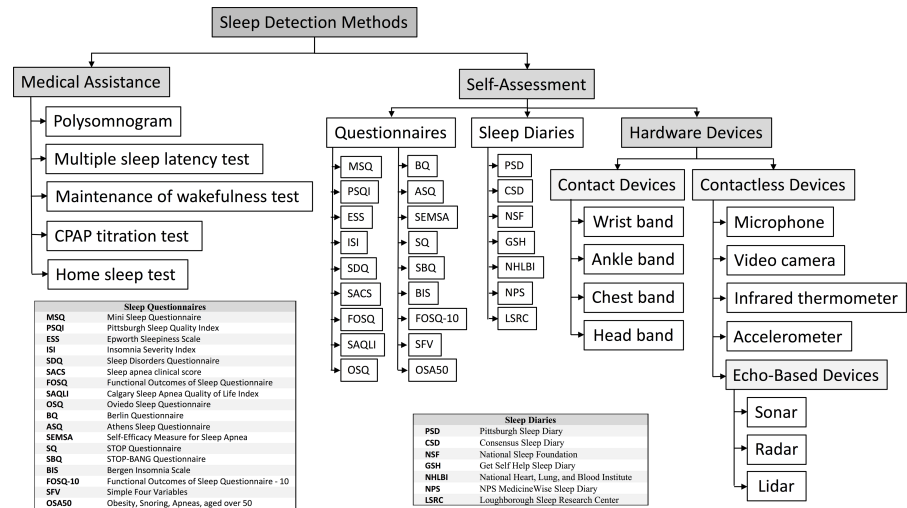 Sleep Detection Methods
Medical Assistance
Polysomnogram
Multiple sleep latency test
Maintenance of wakefulness test
CPAP titration test
Home sleep test
Self-Assessment
Questionnaires
MSQ
PSQI
ESS
ISI
SDQ
SACS
FOSQ
SAQLI
OSQ
BQ
ASQ
SEMSA
SQ
SBQ
BIS
FOSQ-10
SFV
OSA50
Sleep Diaries
PSD
CSD
NSF
GSH
NHLBI
NPS
LSRC
Hardware Devices
Contact Devices
Wrist band
Ankle band
Chest band
Head band
Contactless Devices
Microphone
Video camera
Infrared thermometer
Accelerometer
Echo-Based Devices
Sonar
Radar
Lidar
Sleep Questionnaires
MSQ Mini Sleep Questionnaire
PSQI Pittsburgh Sleep Quality Index
ESS Epworth Sleepiness Scale
ISI Insomnia Severity Index
SDQ Sleep Disorders Questionnaire
SACS Sleep apnea clinical score
FOSQ Functional Outcomes of Sleep Questionnaire
SAQLI Calgary Sleep Apnea Quality of Life Index
OSQ Oviedo Sleep Questionnaire
BQ Berlin Questionnaire
ASQ Athens Sleep Questionnaire
SEMSA Self-Efficacy Measure for Sleep Apnea
SQ STOP Questionnaire
SBQ STOP-BANG Questionnaire
BIS Bergen Insomnia Scale
FOSQ-10 Functional Outcomes of Sleep Questionnaire - 10
SFV Simple Four Variables
OSA50 Obesity, Snoring, Apneas, aged over 50
Sleep Diaries
PSD Pittsburgh Sleep Diary
CSD Consensus Sleep Diary
NSF National Sleep Foundation
GSH Get Self Help Sleep Diary
NHLBI National Heart, Lung, and Blood Institute
NPS NPS MedicineWise Sleep Diary
LSRC Loughborough Sleep Research Center